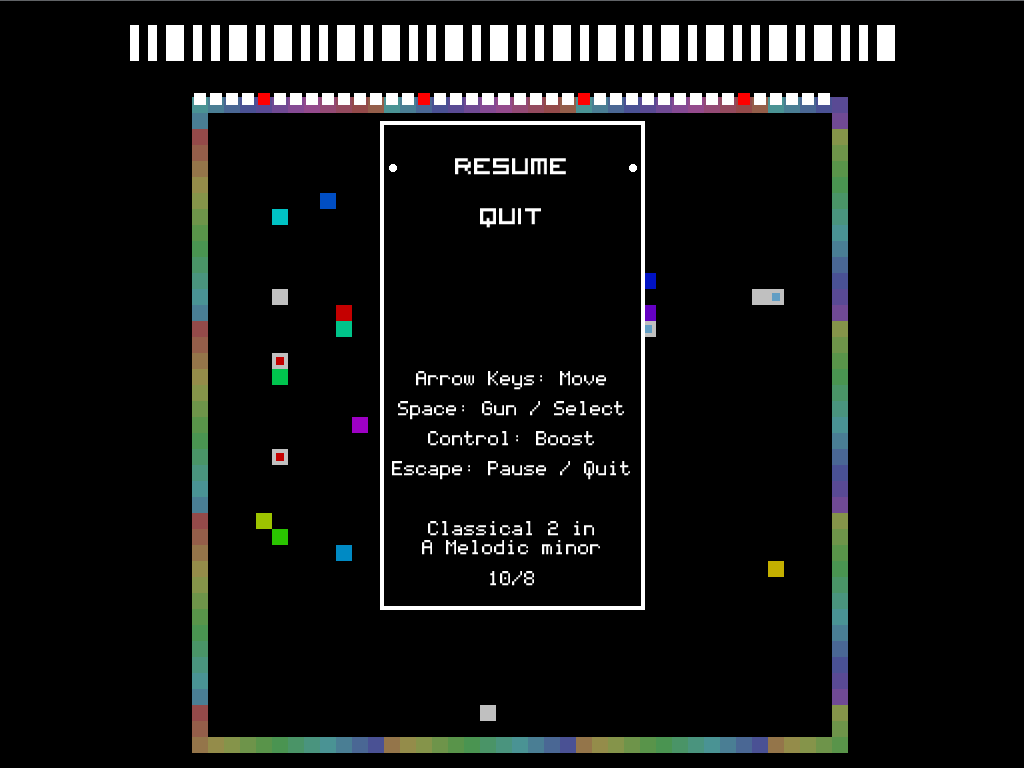 RESUME
QUIT
Arrow Keys: Move
Space: Gun / Select
Control: Boost
Escape: Pause / Quit
Classical 2 in
A Melodic minor
10/8